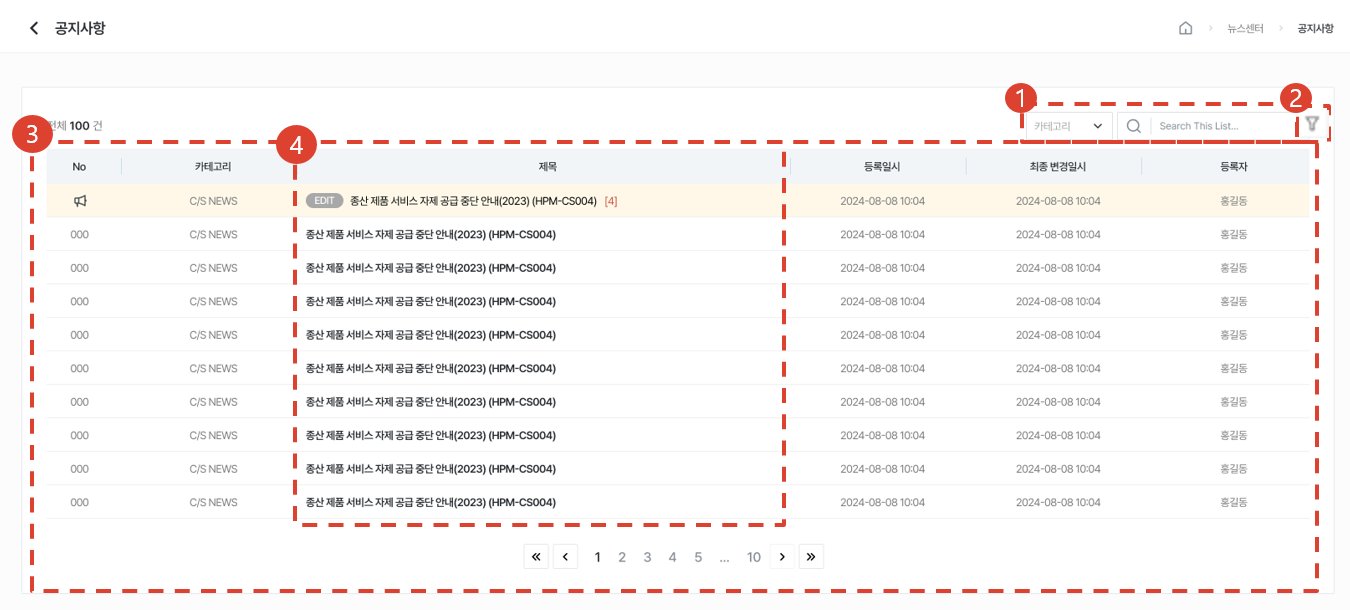 공지사항
뉴스센터 공지사항
1
2
3
전체 100 건
카테고리
Search This List...
4
No 카테고리 제목 등록일시 최종 변경일시 등록자
C/S NEWS EDIT 종산 제품 서비스 자제 공급 중단 안내(2023) (HPM-CS004) [4] 2024-08-08 10:04 2024-08-08 10:04 홍길동
000 C/S NEWS 종산 제품 서비스 자제 공급 중단 안내(2023) (HPM-CS004) 2024-08-08 10:04 2024-08-08 10:04 홍길동
000 C/S NEWS 종산 제품 서비스 자제 공급 중단 안내(2023) (HPM-CS004) 2024-08-08 10:04 2024-08-08 10:04 홍길동
000 C/S NEWS 종산 제품 서비스 자제 공급 중단 안내(2023) (HPM-CS004) 2024-08-08 10:04 2024-08-08 10:04 홍길동
000 C/S NEWS 종산 제품 서비스 자제 공급 중단 안내(2023) (HPM-CS004) 2024-08-08 10:04 2024-08-08 10:04 홍길동
000 C/S NEWS 종산 제품 서비스 자제 공급 중단 안내(2023) (HPM-CS004) 2024-08-08 10:04 2024-08-08 10:04 홍길동
000 C/S NEWS 종산 제품 서비스 자제 공급 중단 안내(2023) (HPM-CS004) 2024-08-08 10:04 2024-08-08 10:04 홍길동
000 C/S NEWS 종산 제품 서비스 자제 공급 중단 안내(2023) (HPM-CS004) 2024-08-08 10:04 2024-08-08 10:04 홍길동
000 C/S NEWS 종산 제품 서비스 자제 공급 중단 안내(2023) (HPM-CS004) 2024-08-08 10:04 2024-08-08 10:04 홍길동
000 C/S NEWS 종산 제품 서비스 자제 공급 중단 안내(2023) (HPM-CS004) 2024-08-08 10:04 2024-08-08 10:04 홍길동
« ‹ 1 2 3 4 5 ... 10 › »